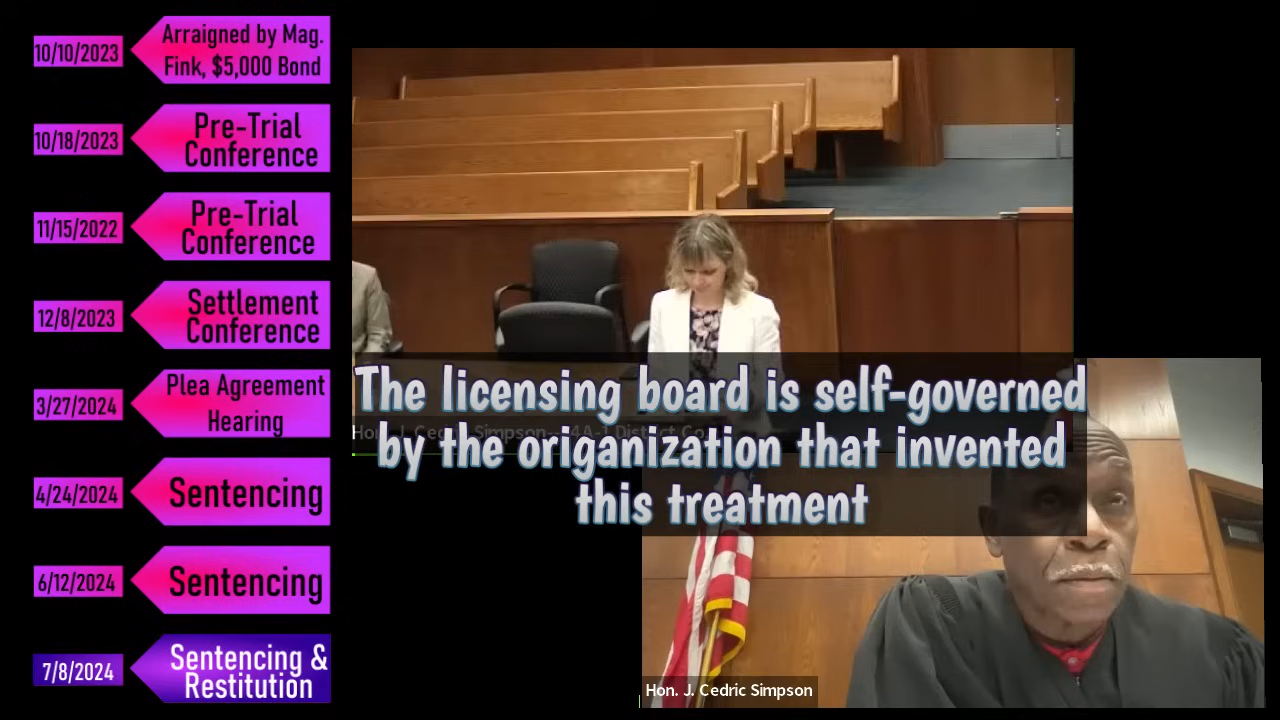 10/10/2023
Arraigned by Mag.
Fink, $5,000 Bond
10/18/2023
Pre-Trial
Conference
11/15/2022
Pre-Trial
Conference
12/8/2023
Settlement
Conference
3/27/2024
Plea Agreement
Hearing
4/24/2024
Sentencing
6/12/2024
Sentencing
7/8/2024
Sentencing &
Restitution
The licensing board is self-governed
by the origanization that invented
this treatment
Hon. J. Cedric Simpson